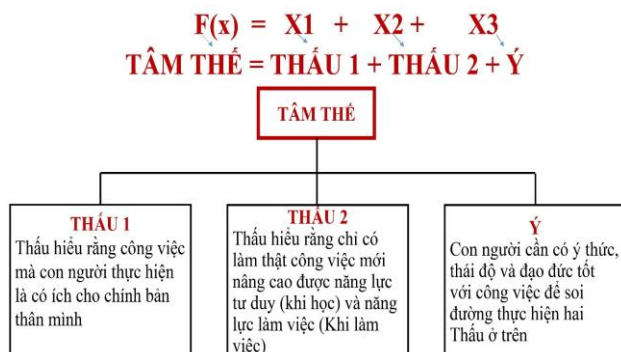 F(x) = X1 + X2 + X3
TÂM THẾ = THẤU 1 + THẤU 2 + Ý
TÂM THẾ
THẤU 1
Thấu hiểu rằng công việc
mà con người thực hiện
là có ích cho chính bản
thân mình
THẤU 2
Thấu hiểu rằng chỉ có
làm thật công việc mới
nâng cao được năng lực
tư duy (khi học) và năng
lực làm việc (Khi làm
việc)
Ý
Con người cần có ý thức,
thái độ và đạo đức tốt
với công việc để soi
đường thực hiện hai
Thấu ở trên